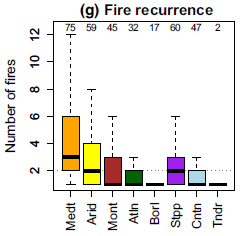 (g) Fire recurrence
75 59 45 32 17 60 47 2
12
10
8
6
4
2
Number of fires
Medt Arid Mont Atln Borl Stpp Cntn Tndr